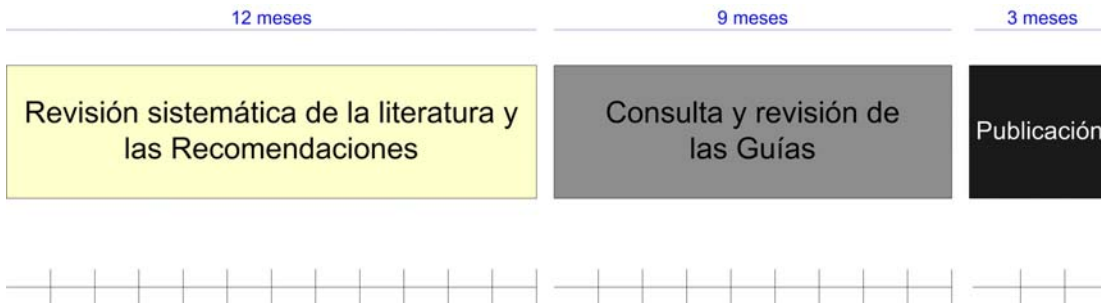 12 meses
9 meses
3 meses
Revisión sistemática de la literatura y
las Recomendaciones
Consulta y revisión de
las Guías
Publicación